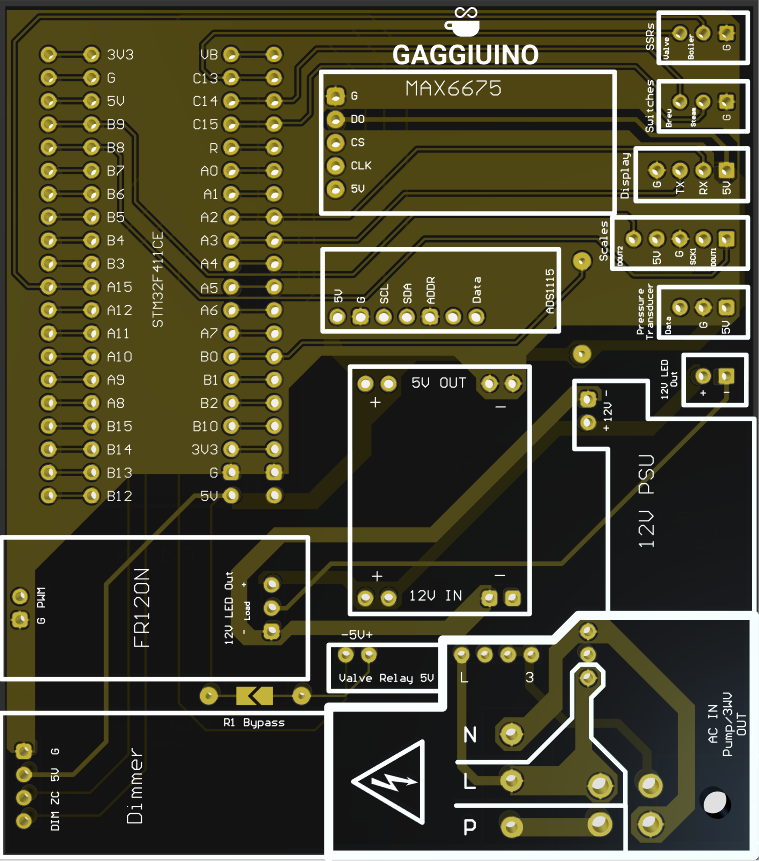 GAGGIUINO
SSRs
Valve
Boiler
G
3V3
G
5V
B9
B8
B7
B6
B5
B4
B3
A15
A12
A11
A10
A9
A8
B15
B14
B13
B12
STM32F411CE
VB
C13
C14
C15
R
A0
A1
A2
A3
A4
A5
A6
A7
B0
B1
B2
B10
3V3
G
5V
MAX6675
G
DO
CS
CLK
5V
Switches
Brew
Steam
G
Display
G
TX
RX
5V
Scales
DOUT2
5V
G
SCK1
DOUT1
5V
G
SCL
SDA
ADDR
Data
ADS1115
Pressure
Transducer
Data
G
5V
12V LED
Out
+
-
5V OUT
+
-
+
-
12V IN
+12V -
12V PSU
G PWM
FR120N
12V LED Out
- Load +
-5V+
Valve Relay 5V
R1 Bypass
L
3
N
L
P
AC IN
Pump/3WV
OUT
DIM ZC 5V G
Dimmer